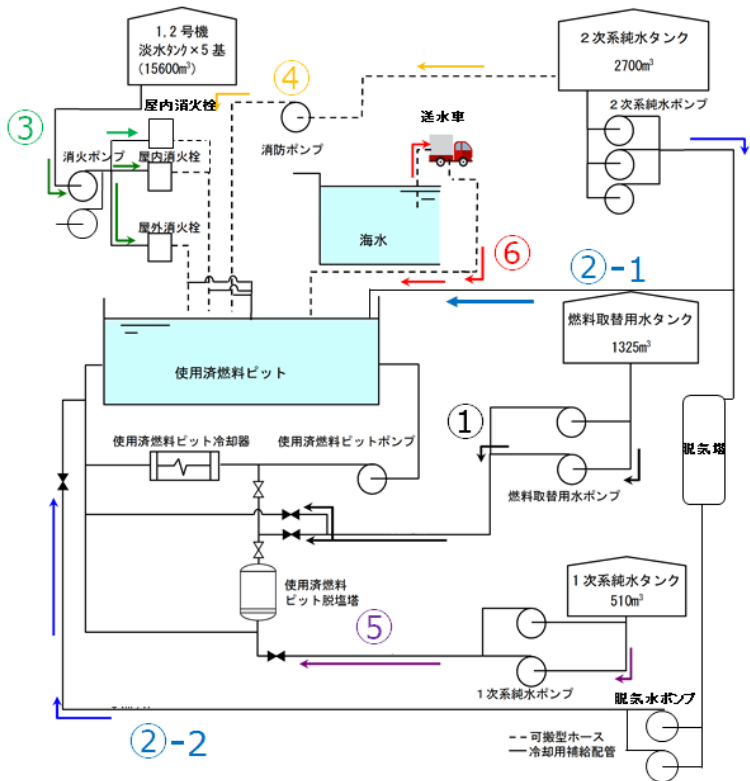 1,2号機
淡水タンク×5基
(15600m³)
④
2次系純水タンク
2700m³
屋内消火栓
③
送水車
2次系純水ポンプ
消火ポンプ
屋内消火栓
消防ポンプ
屋外消火栓
海水
⑥
②-1
燃料取替用水タンク
1325m³
使用済燃料ピット
①
脱気塔
使用済燃料ピット冷却器
使用済燃料ピットポンプ
燃料取替用水ポンプ
使用済燃料
ピット脱塩塔
1次系純水タンク
510m³
⑤
1次系純水ポンプ
脱気水ポンプ
②-2
--- 可搬型ホース
― 冷却用補給配管